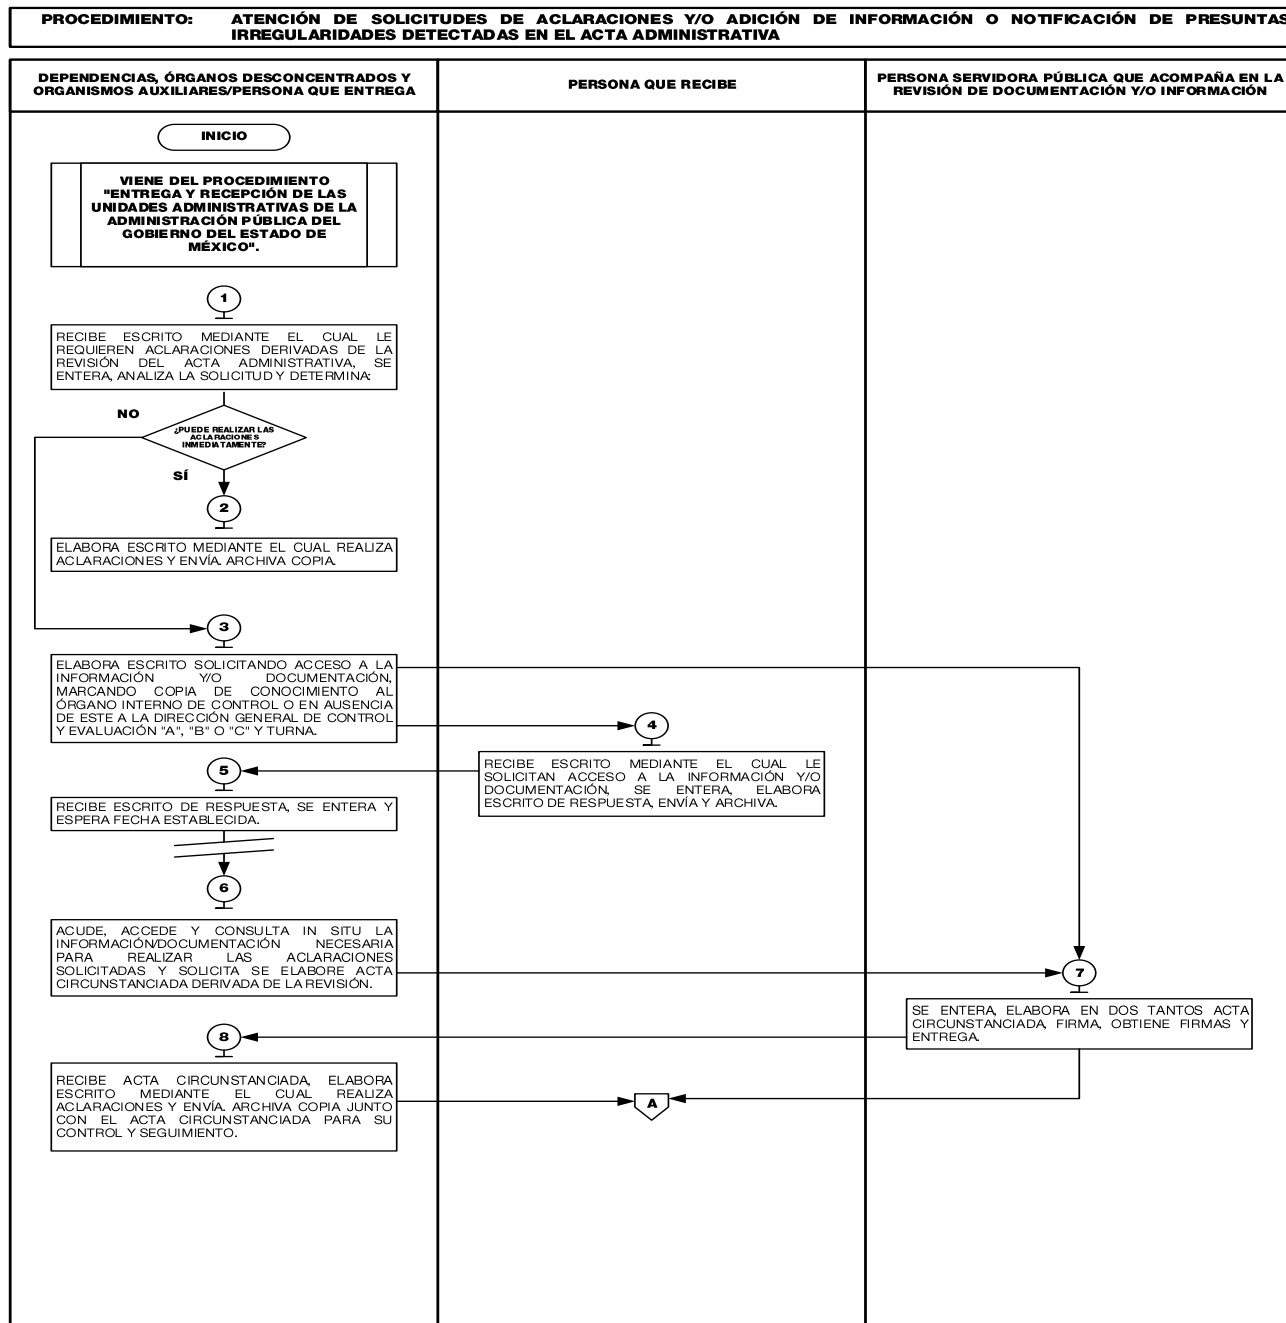 PROCEDIMIENTO: ATENCIÓN DE SOLICITUDES DE ACLARACIONES Y/O ADICIÓN DE INFORMACIÓN O NOTIFICACIÓN DE PRESUNTAS
IRREGULARIDADES DETECTADAS EN EL ACTA ADMINISTRATIVA
DEPENDENCIAS, ÓRGANOS DESCONCENTRADOS Y
ORGANISMOS AUXILIARES/PERSONA QUE ENTREGA
PERSONA QUE RECIBE
PERSONA SERVIDORA PÚBLICA QUE ACOMPAÑA EN LA
REVISIÓN DE DOCUMENTACIÓN Y/O INFORMACIÓN
INICIO
VIENE DEL PROCEDIMIENTO
"ENTREGA Y RECEPCIÓN DE LAS
UNIDADES ADMINISTRATIVAS DE LA
ADMINISTRACIÓN PÚBLICA DEL
GOBIERNO DEL ESTADO DE
MÉXICO".
1
RECIBE ESCRITO MEDIANTE EL CUAL LE
REQUIEREN ACLARACIONES DERIVADAS DE LA
REVISIÓN DEL ACTA ADMINISTRATIVA, SE
ENTERA, ANALIZA LA SOLICITUD Y DETERMINA:
NO
¿PUEDE REALIZAR LAS
ACLARACIONES
INMEDIATAMENTE?
SÍ
2
ELABORA ESCRITO MEDIANTE EL CUAL REALIZA
ACLARACIONES Y ENVÍA. ARCHIVA COPIA.
3
ELABORA ESCRITO SOLICITANDO ACCESO A LA
INFORMACIÓN Y/O DOCUMENTACIÓN,
MARCANDO COPIA DE CONOCIMIENTO AL
ÓRGANO INTERNO DE CONTROL O EN AUSENCIA
DE ESTE A LA DIRECCIÓN GENERAL DE CONTROL
Y EVALUACIÓN "A", "B" O "C" Y TURNA.
4
RECIBE ESCRITO MEDIANTE EL CUAL LE
SOLICITAN ACCESO A LA INFORMACIÓN Y/O
DOCUMENTACIÓN, SE ENTERA, ELABORA
ESCRITO DE RESPUESTA, ENVÍA Y ARCHIVA.
5
RECIBE ESCRITO DE RESPUESTA, SE ENTERA Y
ESPERA FECHA ESTABLECIDA.
6
ACUDE, ACCEDE Y CONSULTA IN SITU LA
INFORMACIÓN/DOCUMENTACIÓN NECESARIA
PARA REALIZAR LAS ACLARACIONES
SOLICITADAS Y SOLICITA SE ELABORE ACTA
CIRCUNSTANCIADA DERIVADA DE LA REVISIÓN.
7
SE ENTERA, ELABORA EN DOS TANTOS ACTA
CIRCUNSTANCIADA, FIRMA, OBTIENE FIRMAS Y
ENTREGA.
8
RECIBE ACTA CIRCUNSTANCIADA, ELABORA
ESCRITO MEDIANTE EL CUAL REALIZA
ACLARACIONES Y ENVÍA. ARCHIVA COPIA JUNTO
CON EL ACTA CIRCUNSTANCIADA PARA SU
CONTROL Y SEGUIMIENTO.
A